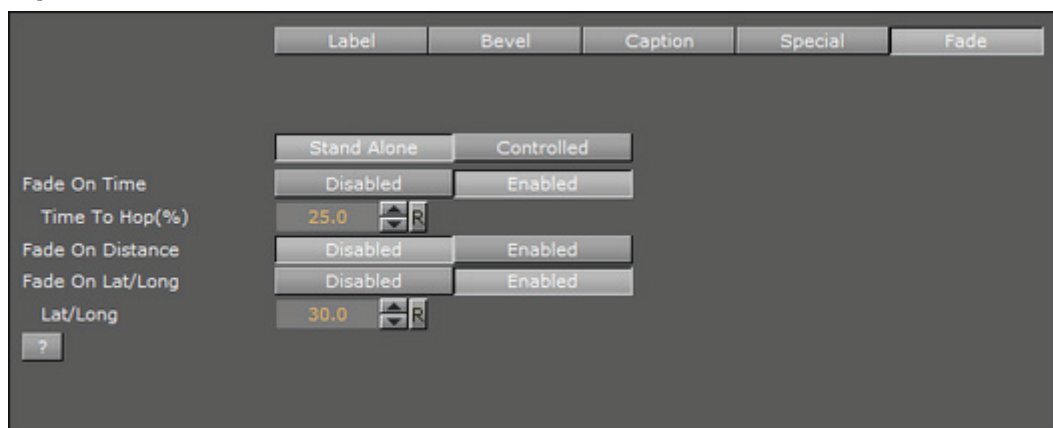 Label Bevel Caption Special Fade
Stand Alone Controlled
Fade On Time Disabled Enabled
Time To Hop(%) 25.0 R
Fade On Distance Disabled Enabled
Fade On Lat/Long Disabled Enabled
Lat/Long 30.0 R
?